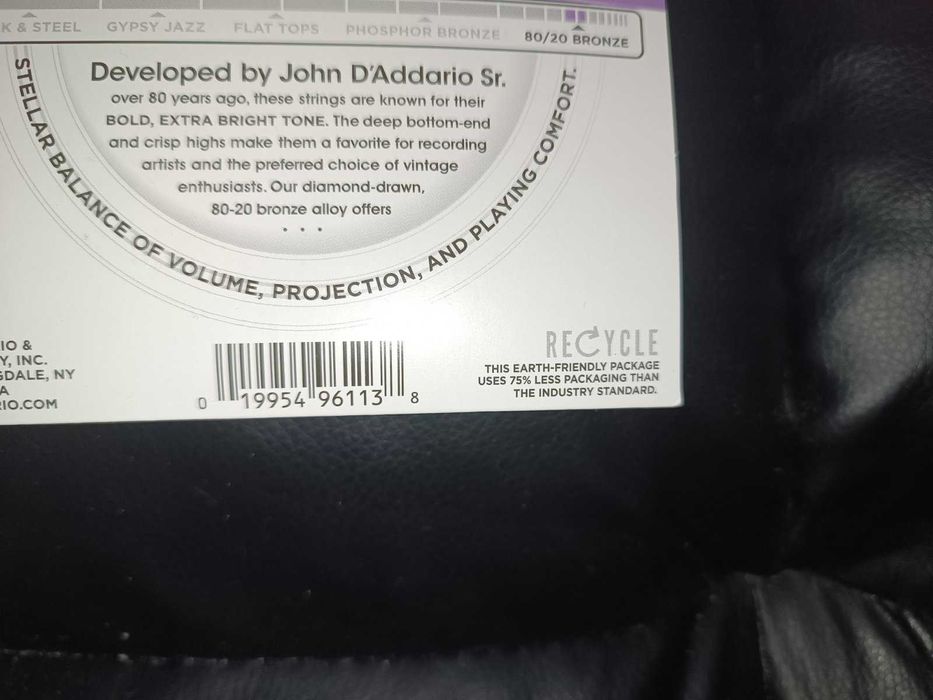 K & STEEL GYPSY JAZZ FLAT TOPS PHOSPHOR BRONZE 80/20 BRONZE
Developed by John D'Addario Sr.
over 80 years ago, these strings are known for their
BOLD, EXTRA BRIGHT TONE. The deep bottom-end
and crisp highs make them a favorite for recording
artists and the preferred choice of vintage
enthusiasts. Our diamond-drawn,
80-20 bronze alloy offers
• • •
STELLAR BALANCE OF VOLUME, PROJECTION, AND PLAYING COMFORT.
IO &
Y, INC.
GDALE, NY
A
IO.COM
0 19954 96113 8
RECYCLE
THIS EARTH-FRIENDLY PACKAGE
USES 75% LESS PACKAGING THAN
THE INDUSTRY STANDARD.